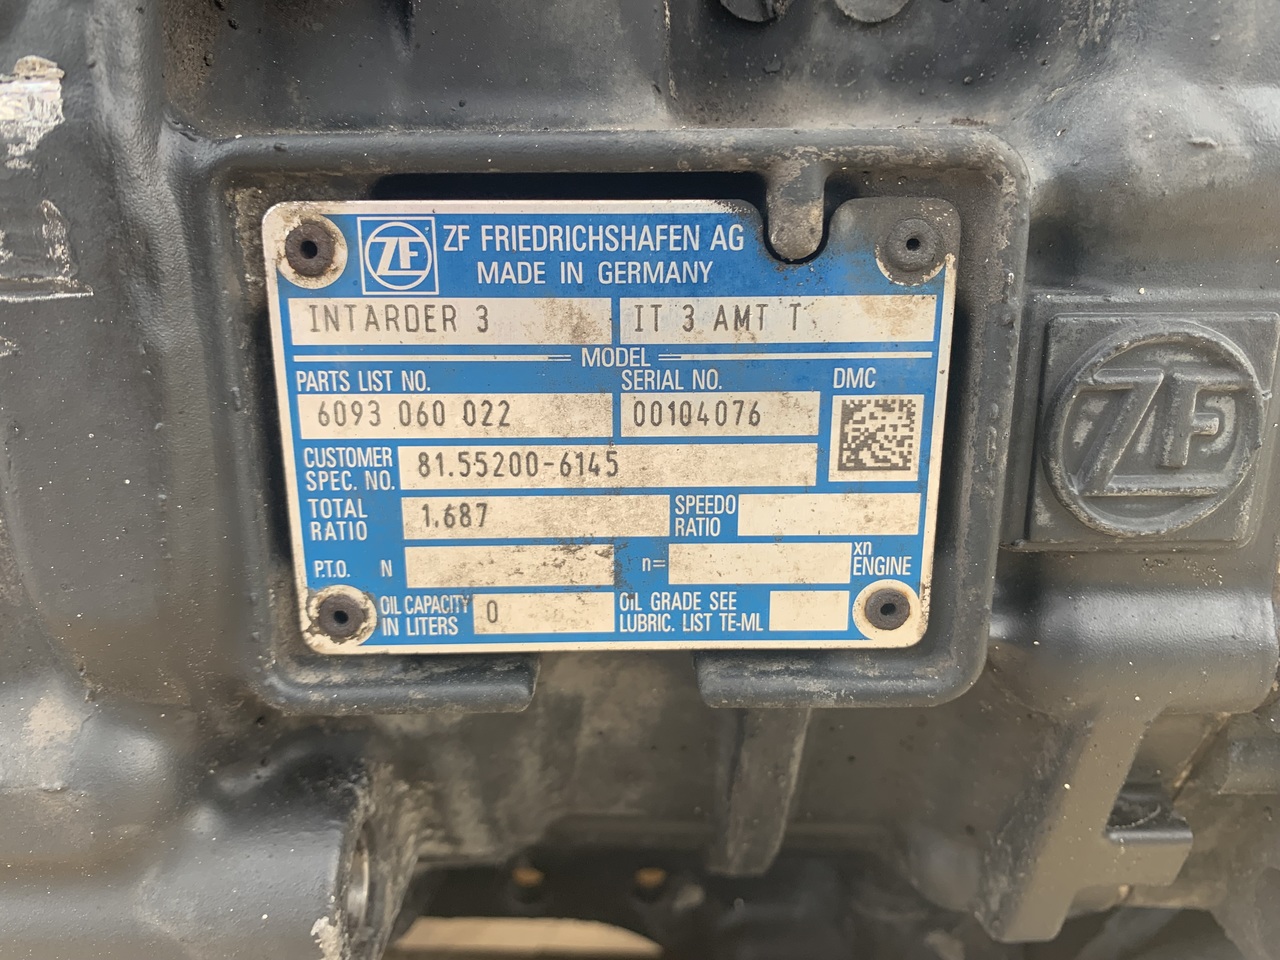 ZF ZF FRIEDRICHSHAFEN AG
MADE IN GERMANY
INTARDER 3 IT 3 AMT T
MODEL
PARTS LIST NO. SERIAL NO. DMC
6093 060 022 00104076
CUSTOMER SPEC. NO. 81.55200-6145
TOTAL RATIO 1.687 SPEEDO RATIO
P.T.O. N n= xn ENGINE
OIL CAPACITY IN LITERS 0 OIL GRADE SEE LUBRIC. LIST TE-ML
ZF